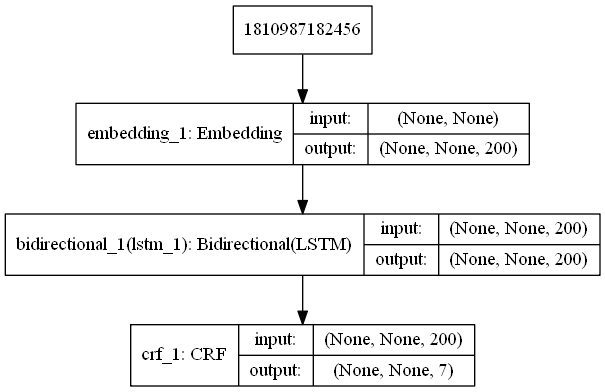 1810987182456
embedding_1: Embedding
input: (None, None)
output: (None, None, 200)
bidirectional_1(lstm_1): Bidirectional(LSTM)
input: (None, None, 200)
output: (None, None, 200)
crf_1: CRF
input: (None, None, 200)
output: (None, None, 7)